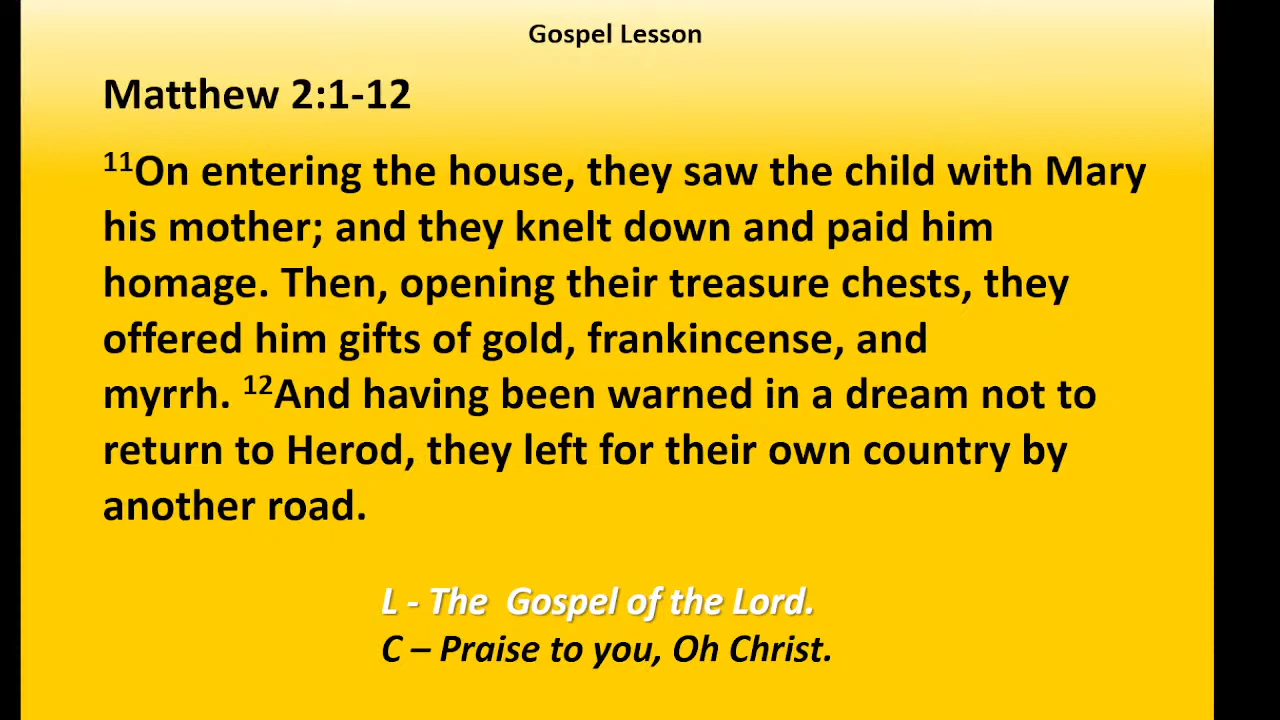 Gospel Lesson
Matthew 2:1-12
11On entering the house, they saw the child with Mary
his mother; and they knelt down and paid him
homage. Then, opening their treasure chests, they
offered him gifts of gold, frankincense, and
myrrh. 12And having been warned in a dream not to
return to Herod, they left for their own country by
another road.
L - The  Gospel of the Lord.
C – Praise to you, Oh Christ.